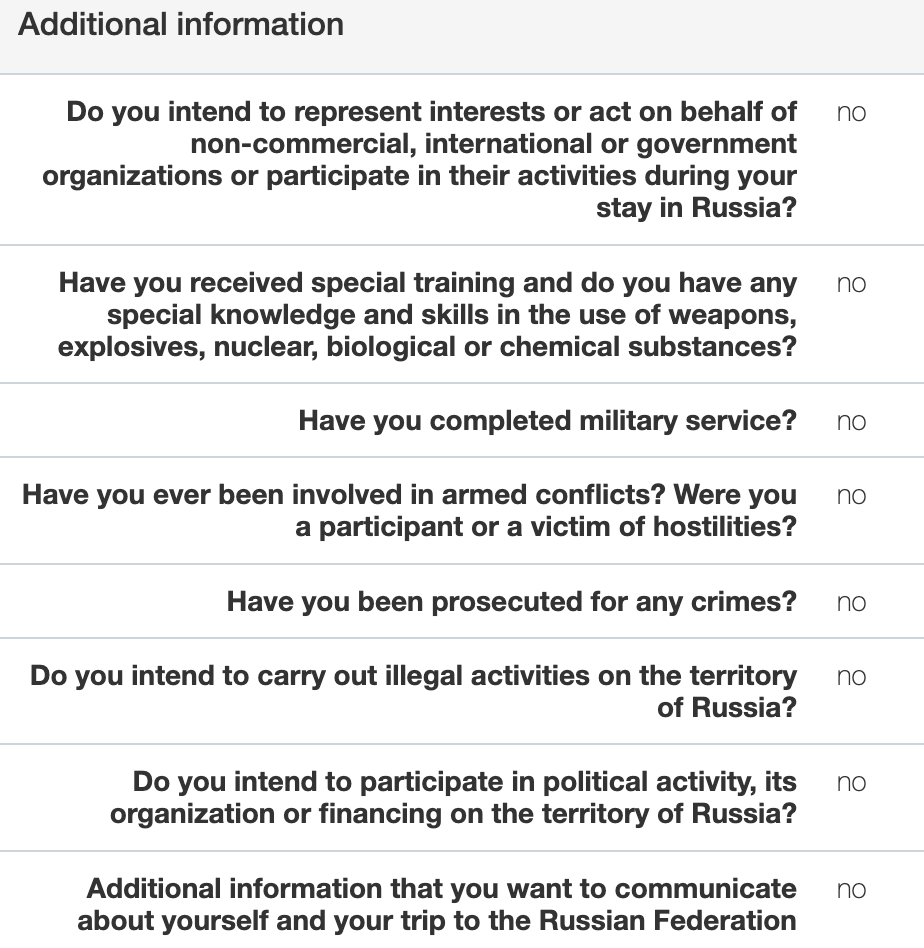 Additional information
Do you intend to represent interests or act on behalf of no
non-commercial, international or government
organizations or participate in their activities during your
stay in Russia?
Have you received special training and do you have any no
special knowledge and skills in the use of weapons,
explosives, nuclear, biological or chemical substances?
Have you completed military service? no
Have you ever been involved in armed conflicts? Were you no
a participant or a victim of hostilities?
Have you been prosecuted for any crimes? no
Do you intend to carry out illegal activities on the territory no
of Russia?
Do you intend to participate in political activity, its no
organization or financing on the territory of Russia?
Additional information that you want to communicate no
about yourself and your trip to the Russian Federation